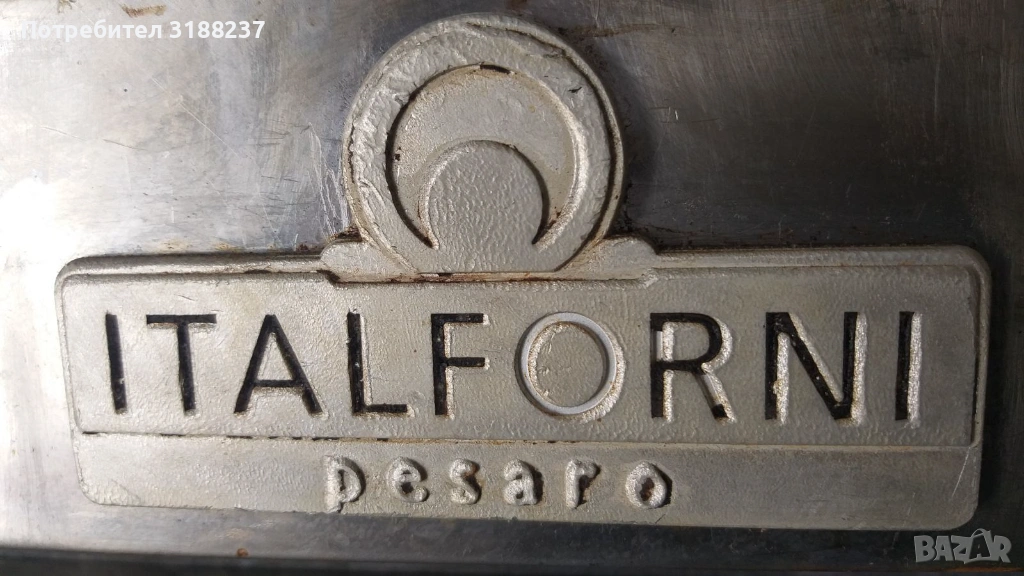 Потребител 3188237
ITALFORNI
pesaro
BAZAR